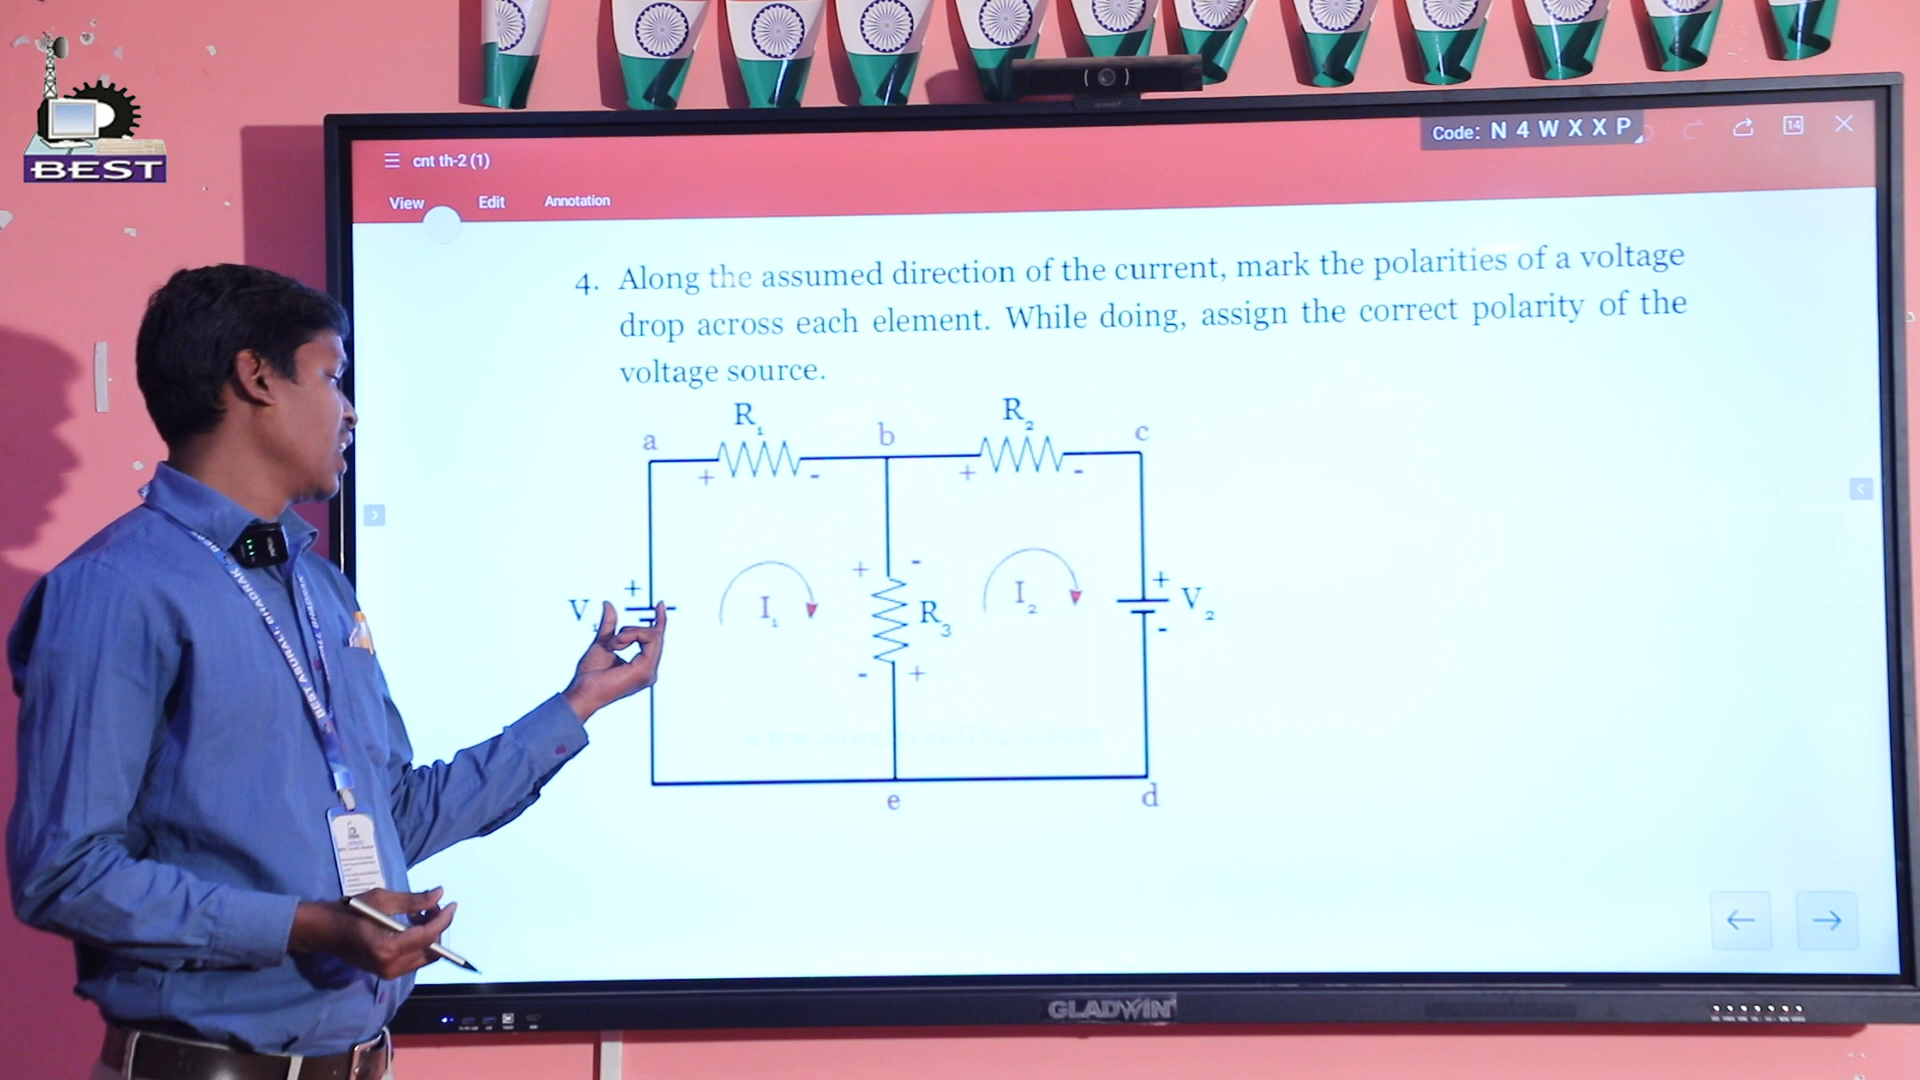 BEST
Code: N 4 W X X P
14
cnt th-2 (1)
View Edit Annotation
4. Along the assumed direction of the current, mark the polarities of a voltage
drop across each element. While doing, assign the correct polarity of the
voltage source.
R1 R2
a b c
+ - + -
+ - +
+
V1 I1 R3 I2 V2
-
- +
e d
GLADWIN